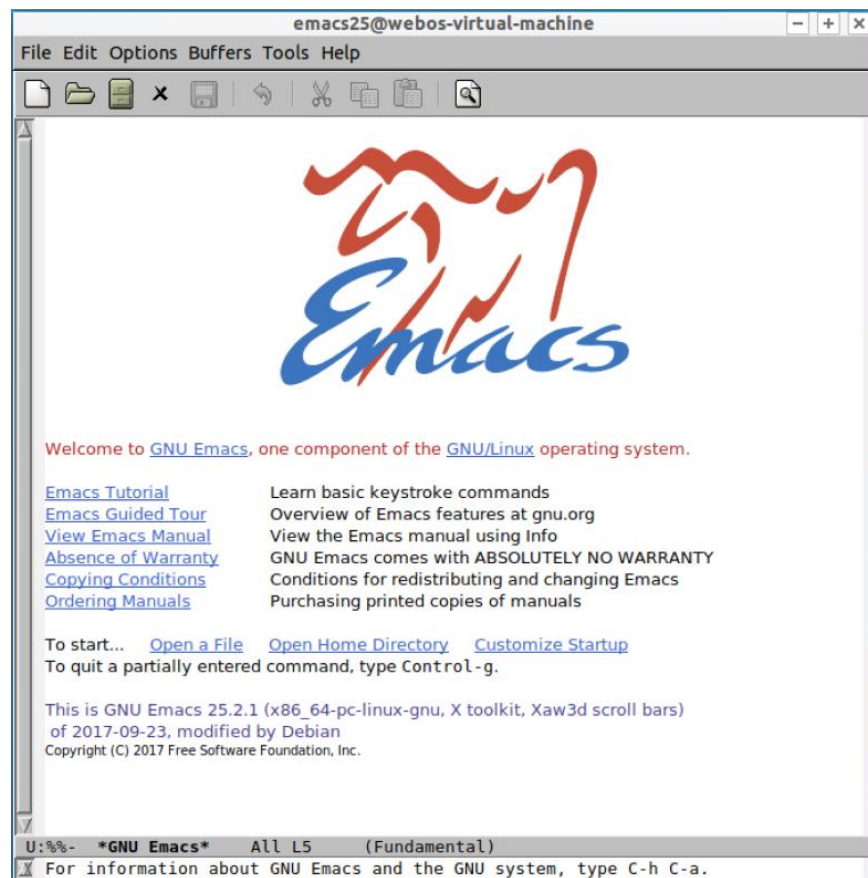 emacs25@webos-virtual-machine
File Edit Options Buffers Tools Help
Emacs
Welcome to GNU Emacs, one component of the GNU/Linux operating system.
Emacs Tutorial Learn basic keystroke commands
Emacs Guided Tour Overview of Emacs features at gnu.org
View Emacs Manual View the Emacs manual using Info
Absence of Warranty GNU Emacs comes with ABSOLUTELY NO WARRANTY
Copying Conditions Conditions for redistributing and changing Emacs
Ordering Manuals Purchasing printed copies of manuals
To start... Open a File Open Home Directory Customize Startup
To quit a partially entered command, type Control-g.
This is GNU Emacs 25.2.1 (x86_64-pc-linux-gnu, X toolkit, Xaw3d scroll bars)
of 2017-09-23, modified by Debian
Copyright (C) 2017 Free Software Foundation, Inc.
U:%%- *GNU Emacs* All L5 (Fundamental)
For information about GNU Emacs and the GNU system, type C-h C-a.